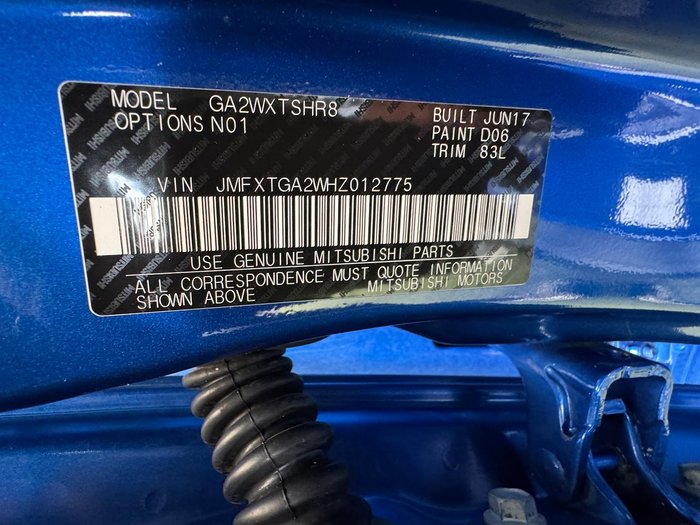 MODEL GA2WXTSHR8
OPTIONS N01
BUILT JUN17
PAINT D06
TRIM 83L
VIN JMFXTGA2WHZ012775
USE GENUINE MITSUBISHI PARTS
ALL CORRESPONDENCE MUST QUOTE INFORMATION
SHOWN ABOVE MITSUBISHI MOTORS